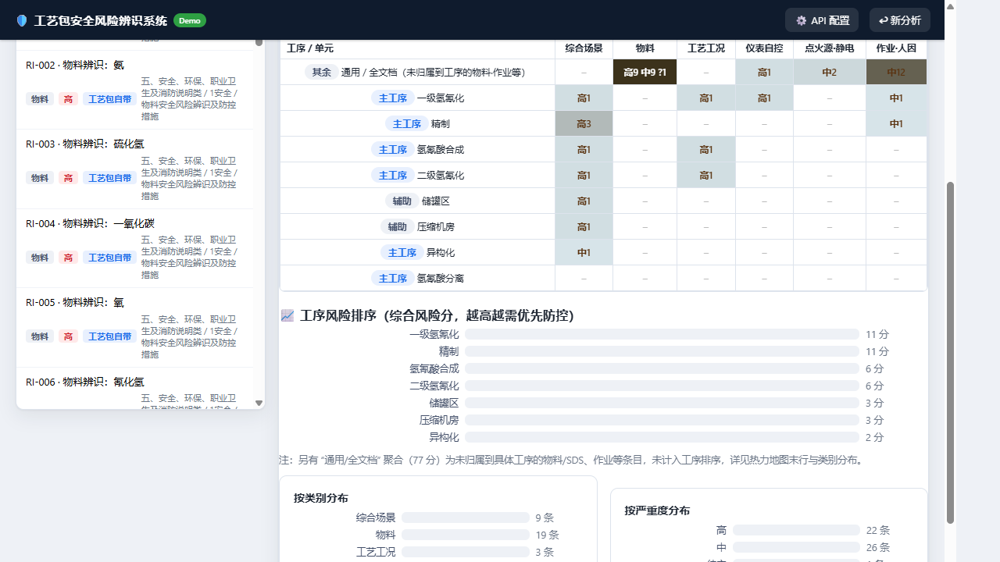 工艺包安全风险辨识系统 Demo
API 配置
↩ 新分析
措施
RI-002 · 物料辨识：氨
物料 高 工艺包自带
五、安全、环保、职业卫
生及消防说明类 / 1安全 /
物料安全风险辨识及防控
措施
RI-003 · 物料辨识：硫化氢
物料 高 工艺包自带
五、安全、环保、职业卫
生及消防说明类 / 1安全 /
物料安全风险辨识及防控
措施
RI-004 · 物料辨识：一氧化碳
物料 高 工艺包自带
五、安全、环保、职业卫
生及消防说明类 / 1安全 /
物料安全风险辨识及防控
措施
RI-005 · 物料辨识：氧
物料 高 工艺包自带
五、安全、环保、职业卫
生及消防说明类 / 1安全 /
物料安全风险辨识及防控
措施
RI-006 · 物料辨识：氰化氢
五、安全、环保、职业卫
生及消防说明类 / 1安全 /
工序 / 单元 综合场景 物料 工艺工况 仪表自控 点火源·静电 作业·人因
其余 通用 / 全文档（未归属到工序的物料·作业等） – 高9 中9 ?1 – 高1 中2 中12
主工序 一级氢氰化 高1 – 高1 高1 – 中1
主工序 精制 高3 – – – – 中1
主工序 氢氰酸合成 高1 – 高1 – – –
主工序 二级氢氰化 高1 – 高1 – – –
辅助 储罐区 高1 – – – – –
辅助 压缩机房 高1 – – – – –
主工序 异构化 中1 – – – – –
主工序 氢氰酸分离 – – – – – –
工序风险排序（综合风险分，越高越需优先防控）
一级氢氰化 11 分
精制 11 分
氢氰酸合成 6 分
二级氢氰化 6 分
储罐区 3 分
压缩机房 3 分
异构化 2 分
注：另有 “通用/全文档” 聚合（77 分）为未归属到具体工序的物料/SDS、作业等条目，未计入工序排序，详见热力地图末行与类别分布。
按类别分布
综合场景 9 条
物料 19 条
工艺工况 3 条
按严重度分布
高 22 条
中 26 条